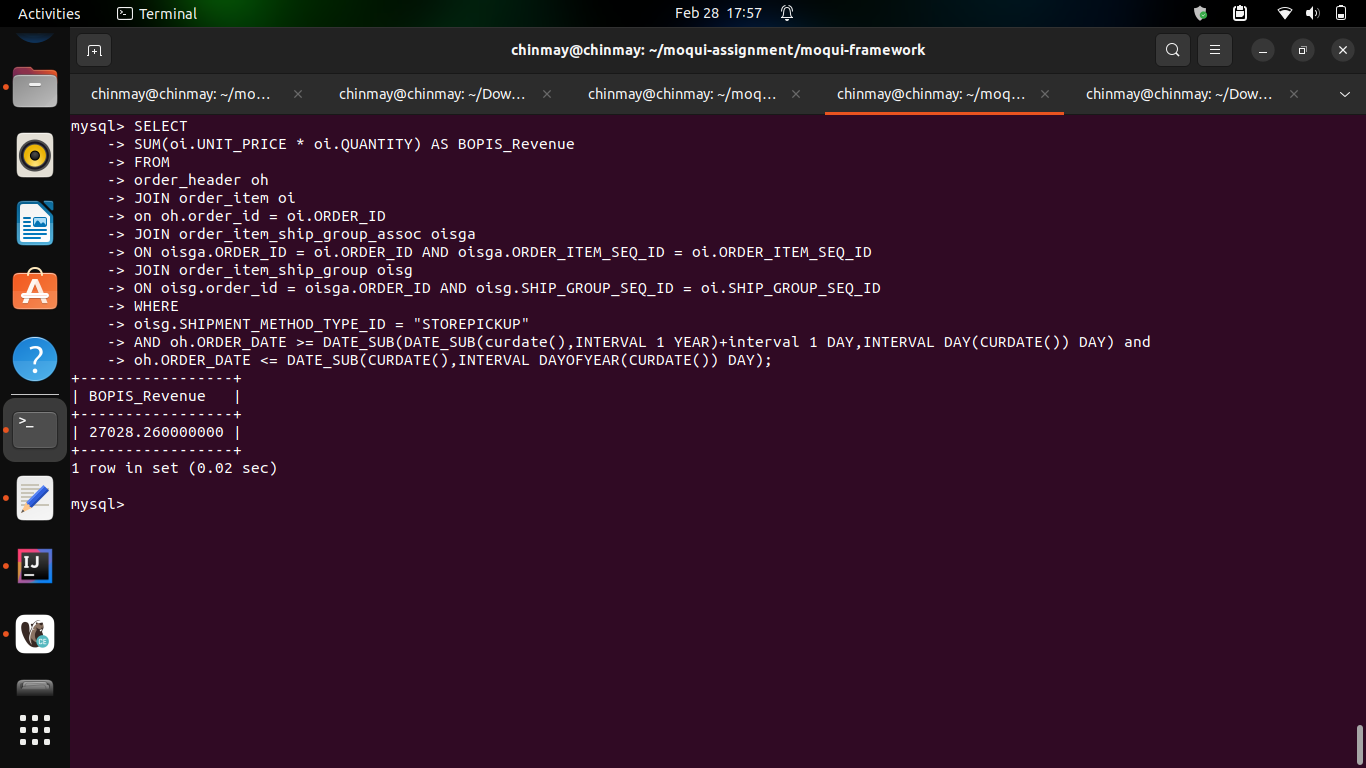 Activities Terminal Feb 28 17:57
chinmay@chinmay: ~/moqui-assignment/moqui-framework
chinmay@chinmay: ~/mo... × chinmay@chinmay: ~/Dow... × chinmay@chinmay: ~/moq... × chinmay@chinmay: ~/moq... × chinmay@chinmay: ~/Dow... ×
mysql> SELECT
    -> SUM(oi.UNIT_PRICE * oi.QUANTITY) AS BOPIS_Revenue
    -> FROM
    -> order_header oh
    -> JOIN order_item oi
    -> on oh.order_id = oi.ORDER_ID
    -> JOIN order_item_ship_group_assoc oisga
    -> ON oisga.ORDER_ID = oi.ORDER_ID AND oisga.ORDER_ITEM_SEQ_ID = oi.ORDER_ITEM_SEQ_ID
    -> JOIN order_item_ship_group oisg
    -> ON oisg.order_id = oisga.ORDER_ID AND oisg.SHIP_GROUP_SEQ_ID = oi.SHIP_GROUP_SEQ_ID
    -> WHERE
    -> oisg.SHIPMENT_METHOD_TYPE_ID = "STOREPICKUP"
    -> AND oh.ORDER_DATE >= DATE_SUB(DATE_SUB(curdate(),INTERVAL 1 YEAR)+interval 1 DAY,INTERVAL DAY(CURDATE()) DAY) and
    -> oh.ORDER_DATE <= DATE_SUB(CURDATE(),INTERVAL DAYOFYEAR(CURDATE()) DAY);
+-----------------+
| BOPIS_Revenue   |
+-----------------+
| 27028.260000000 |
+-----------------+
1 row in set (0.02 sec)
mysql>
>_
IJ
CE